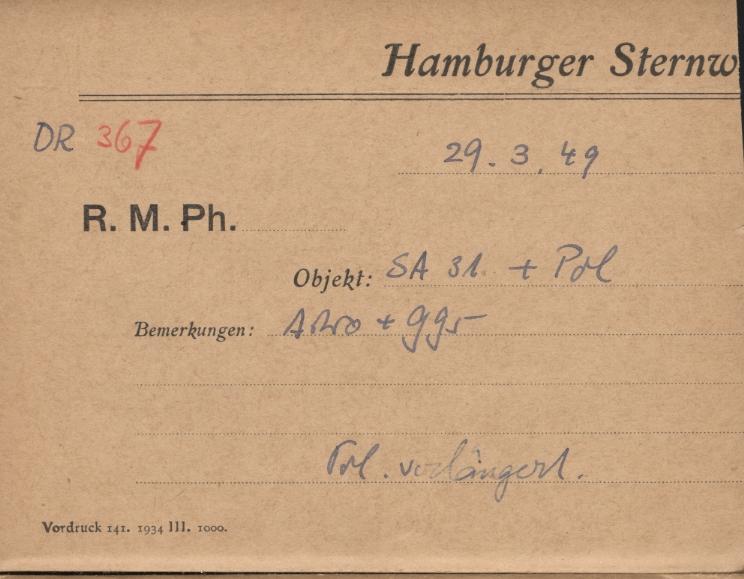 Hamburger Sternw
DR 367
29. 3. 49
R. M. Ph.
Objekt: SA 31 + Pol
Bemerkungen: Astro + gg5
Pol. verlängert.
Vordruck 141. 1934 III. 1000.